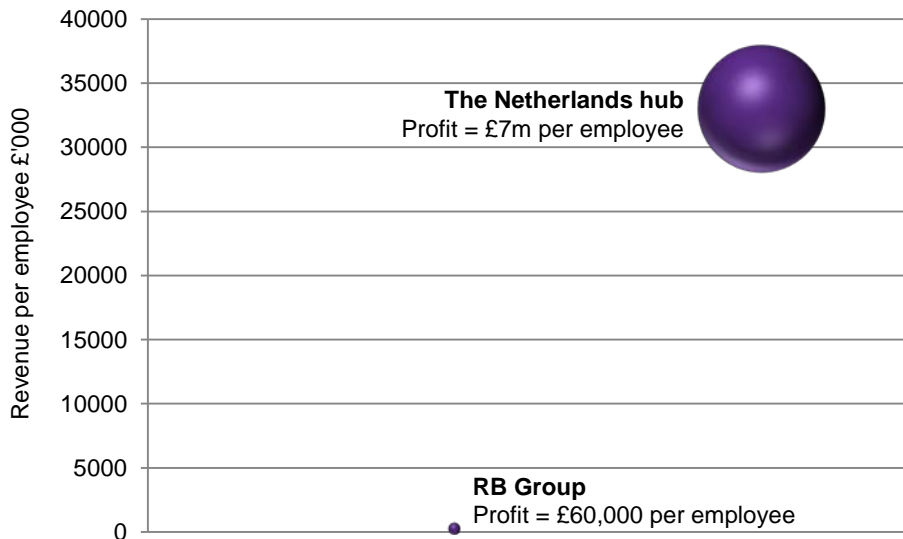 40000
35000
30000
25000
20000
15000
10000
5000
0
Revenue per employee £'000
The Netherlands hub
Profit = £7m per employee
RB Group
Profit = £60,000 per employee